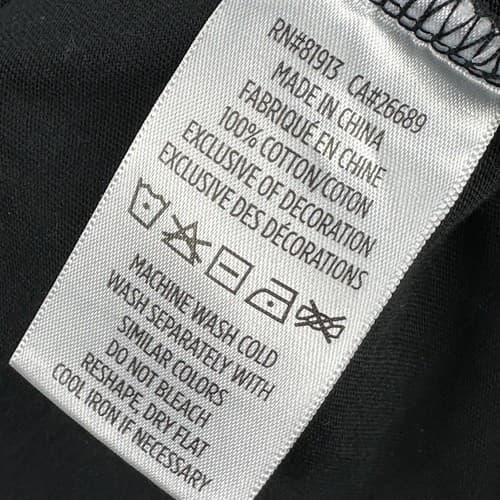 RN#81913 CA#26689
MADE IN CHINA
FABRIQUÉ EN CHINE
100% COTTON/COTON
EXCLUSIVE OF DECORATION
EXCLUSIVE DES DÉCORATIONS
MACHINE WASH COLD
WASH SEPARATELY WITH
SIMILAR COLORS
DO NOT BLEACH
RESHAPE, DRY FLAT
COOL IRON IF NECESSARY